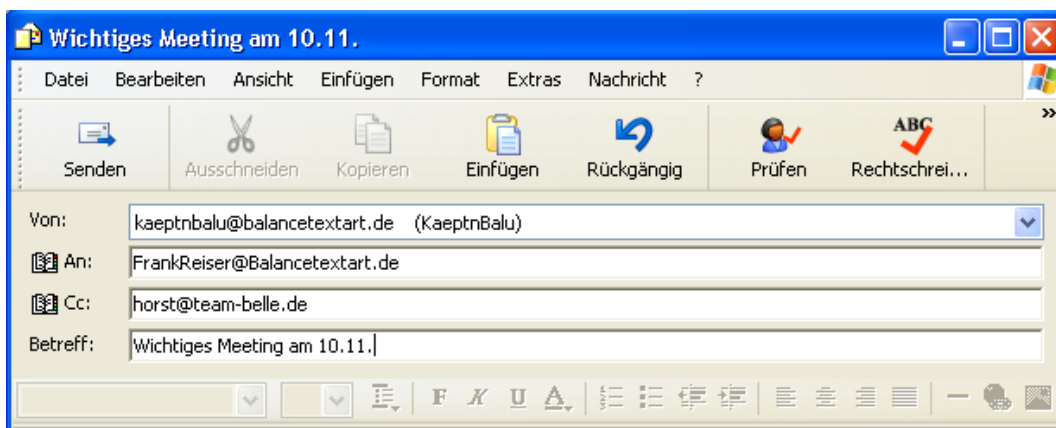 Wichtiges Meeting am 10.11.
Datei Bearbeiten Ansicht Einfügen Format Extras Nachricht ?
Senden Ausschneiden Kopieren Einfügen Rückgängig Prüfen ABC Rechtschrei... »
Von: kaeptnbalu@balancetextart.de (KaeptnBalu)
An: FrankReiser@Balancetextart.de
Cc: horst@team-belle.de
Betreff: Wichtiges Meeting am 10.11.
F K U A